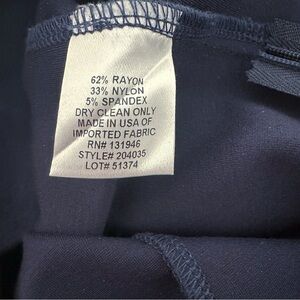 62% RAYON
33% NYLON
5% SPANDEX
DRY CLEAN ONLY
MADE IN USA OF
IMPORTED FABRIC
RN# 131946
STYLE# 204035
LOT# 51374